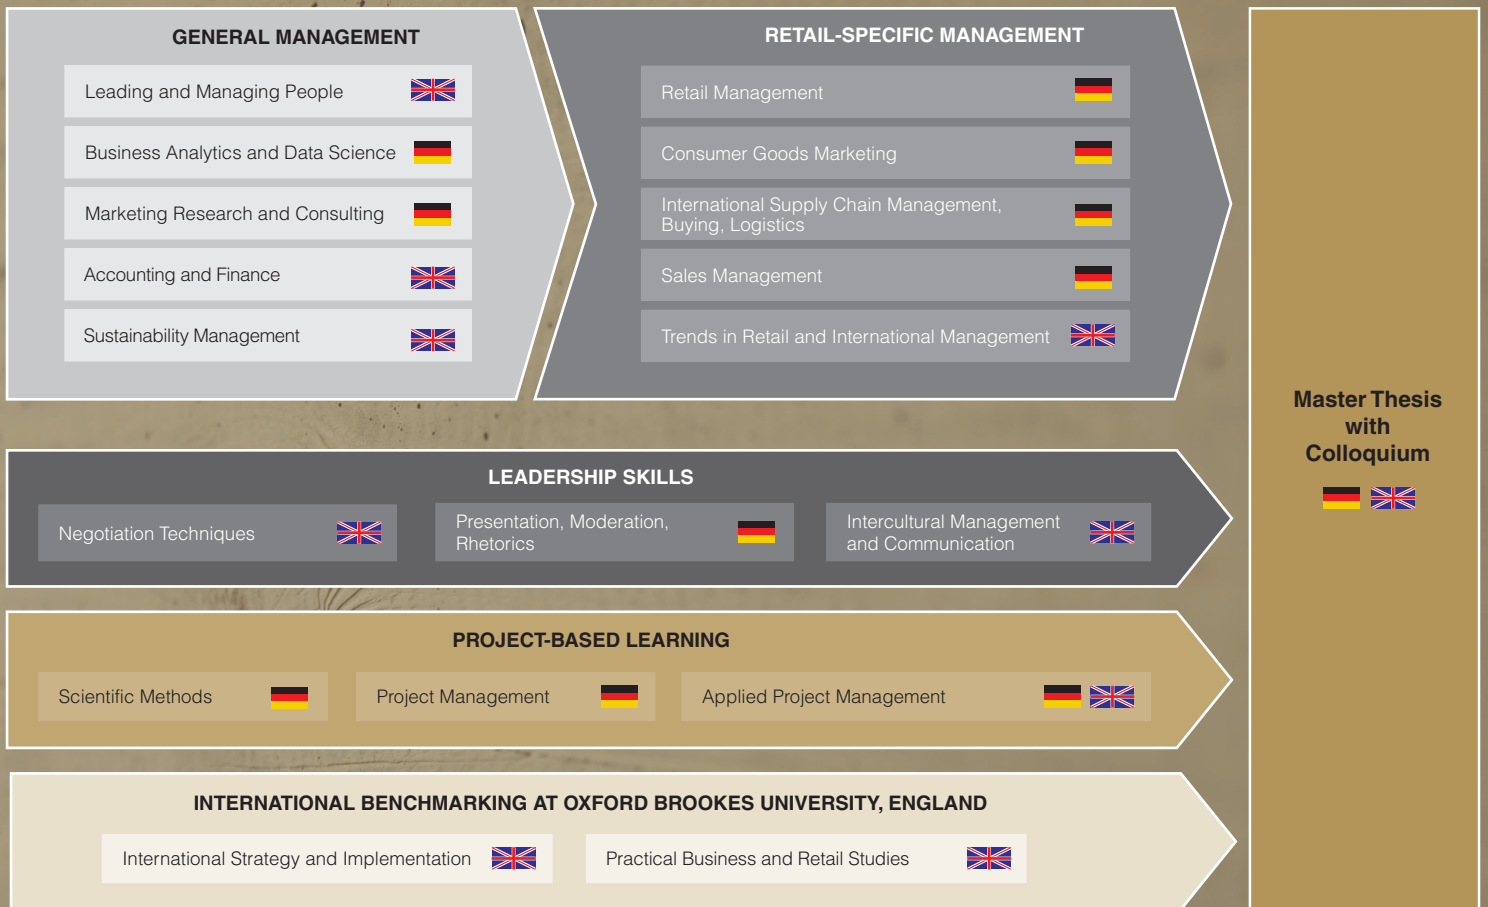 GENERAL MANAGEMENT
Leading and Managing People
Business Analytics and Data Science
Marketing Research and Consulting
Accounting and Finance
Sustainability Management
RETAIL-SPECIFIC MANAGEMENT
Retail Management
Consumer Goods Marketing
International Supply Chain Management,
Buying, Logistics
Sales Management
Trends in Retail and International Management
LEADERSHIP SKILLS
Negotiation Techniques
Presentation, Moderation,
Rhetorics
Intercultural Management
and Communication
PROJECT-BASED LEARNING
Scientific Methods
Project Management
Applied Project Management
INTERNATIONAL BENCHMARKING AT OXFORD BROOKES UNIVERSITY, ENGLAND
International Strategy and Implementation
Practical Business and Retail Studies
Master Thesis
with
Colloquium